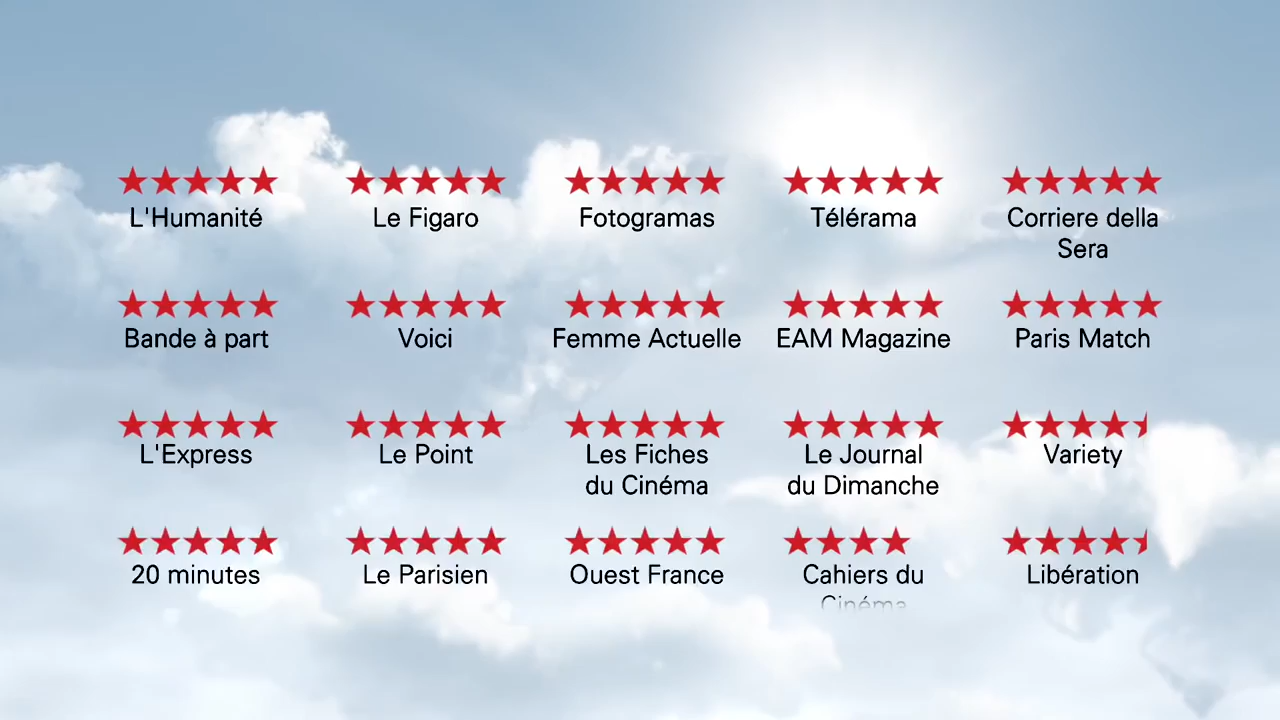 L'Humanité
Le Figaro
Fotogramas
Télérama
Corriere della
Sera
Bande à part
Voici
Femme Actuelle
EAM Magazine
Paris Match
L'Express
Le Point
Les Fiches
du Cinéma
Le Journal
du Dimanche
Variety
20 minutes
Le Parisien
Ouest France
Cahiers du
Cinéma
Libération